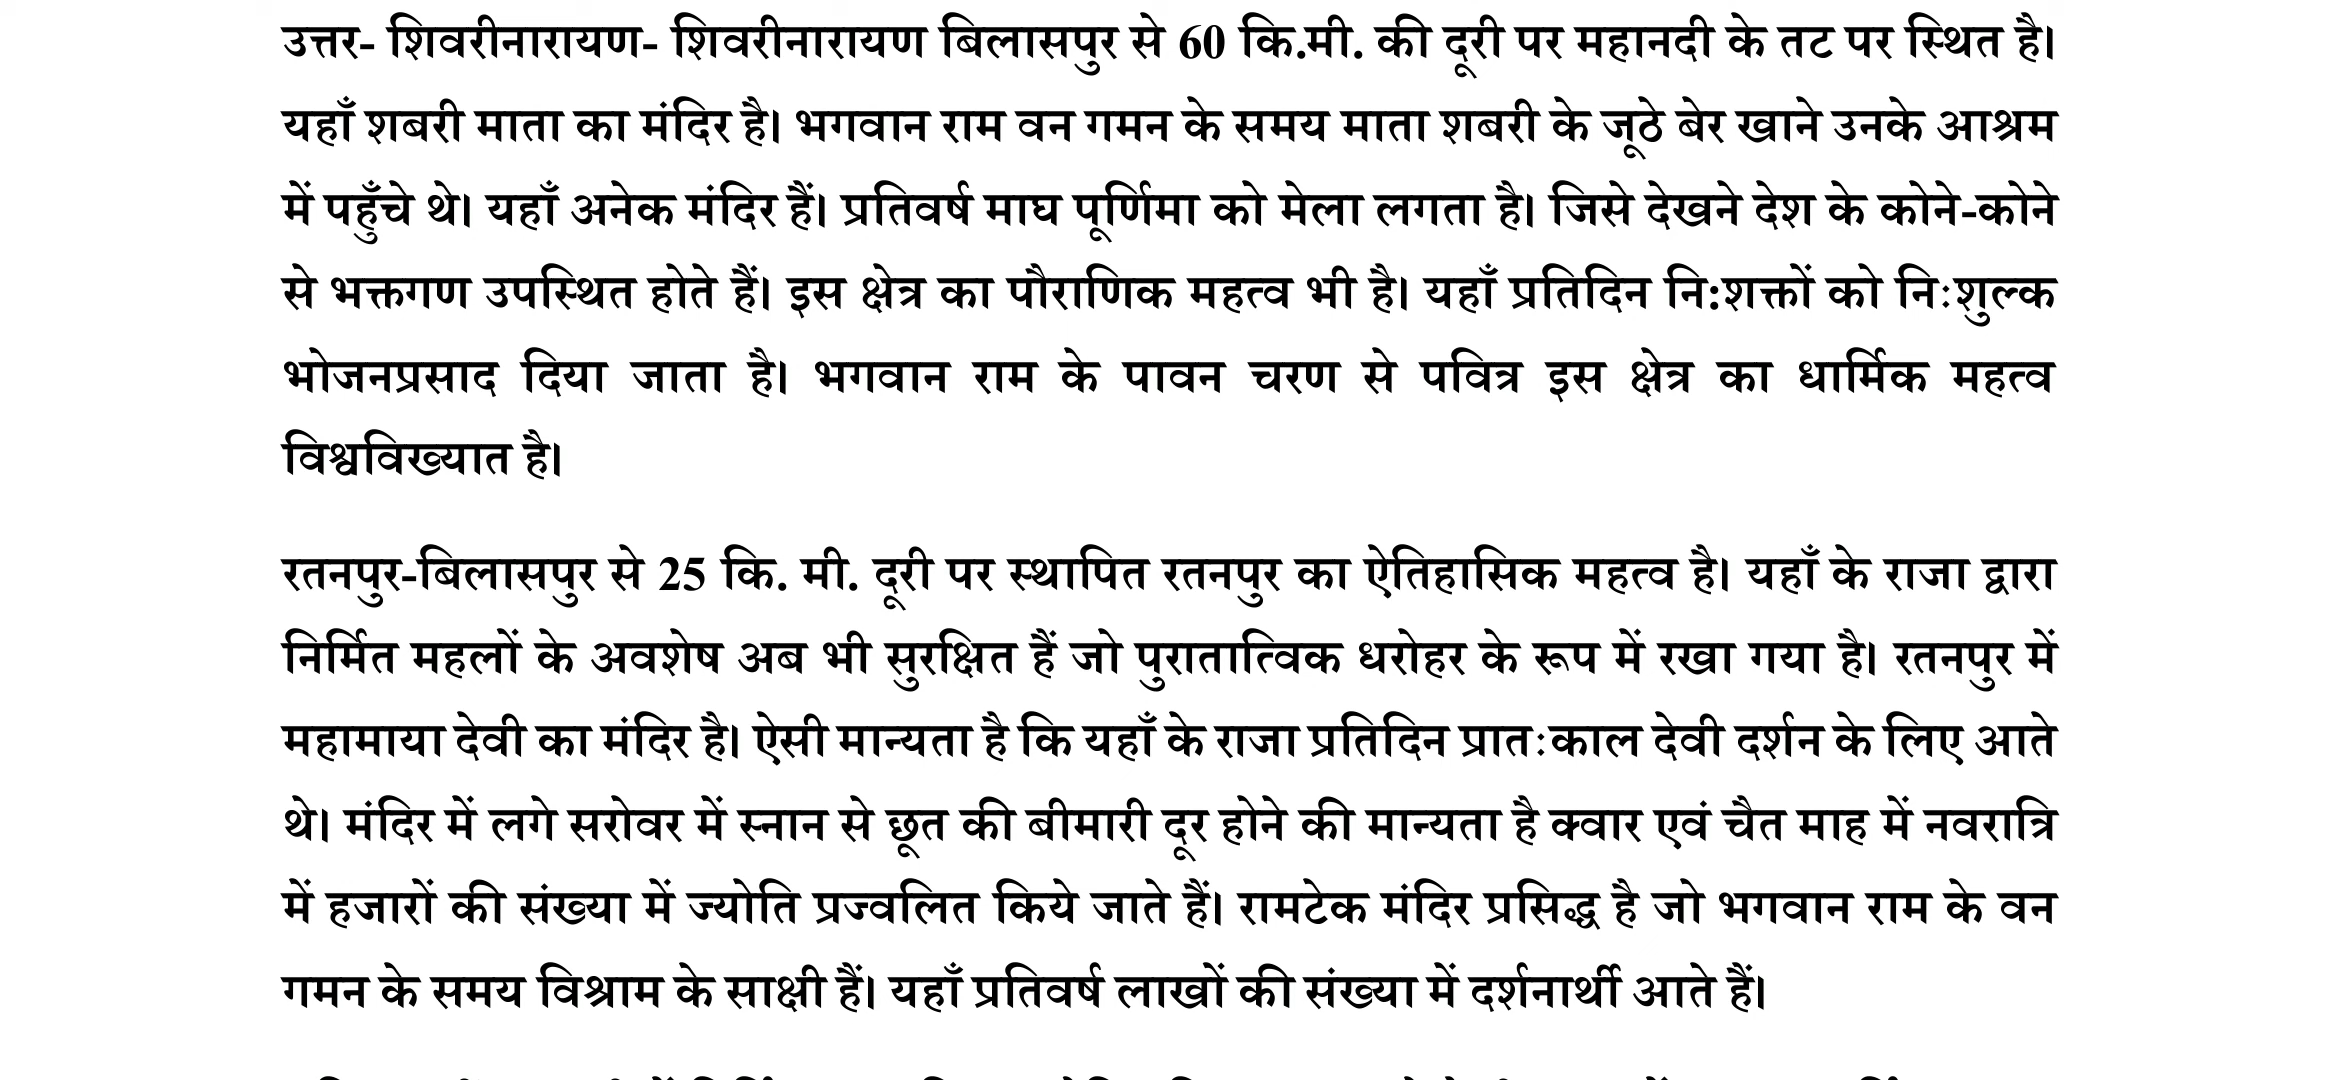 उत्तर- शिवरीनारायण- शिवरीनारायण बिलासपुर से 60 कि.मी. की दूरी पर महानदी के तट पर स्थित है।
यहाँ शबरी माता का मंदिर है। भगवान राम वन गमन के समय माता शबरी के जूठे बेर खाने उनके आश्रम
में पहुँचे थे। यहाँ अनेक मंदिर हैं। प्रतिवर्ष माघ पूर्णिमा को मेला लगता है। जिसे देखने देश के कोने-कोने
से भक्तगण उपस्थित होते हैं। इस क्षेत्र का पौराणिक महत्व भी है। यहाँ प्रतिदिन नि:शक्तों को निःशुल्क
भोजनप्रसाद दिया जाता है। भगवान राम के पावन चरण से पवित्र इस क्षेत्र का धार्मिक महत्व
विश्वविख्यात है।
रतनपुर-बिलासपुर से 25 कि. मी. दूरी पर स्थापित रतनपुर का ऐतिहासिक महत्व है। यहाँ के राजा द्वारा
निर्मित महलों के अवशेष अब भी सुरक्षित हैं जो पुरातात्विक धरोहर के रूप में रखा गया है। रतनपुर में
महामाया देवी का मंदिर है। ऐसी मान्यता है कि यहाँ के राजा प्रतिदिन प्रातःकाल देवी दर्शन के लिए आते
थे। मंदिर में लगे सरोवर में स्नान से छूत की बीमारी दूर होने की मान्यता है क्वार एवं चैत माह में नवरात्रि
में हजारों की संख्या में ज्योति प्रज्वलित किये जाते हैं। रामटेक मंदिर प्रसिद्ध है जो भगवान राम के वन
गमन के समय विश्राम के साक्षी हैं। यहाँ प्रतिवर्ष लाखों की संख्या में दर्शनार्थी आते हैं।